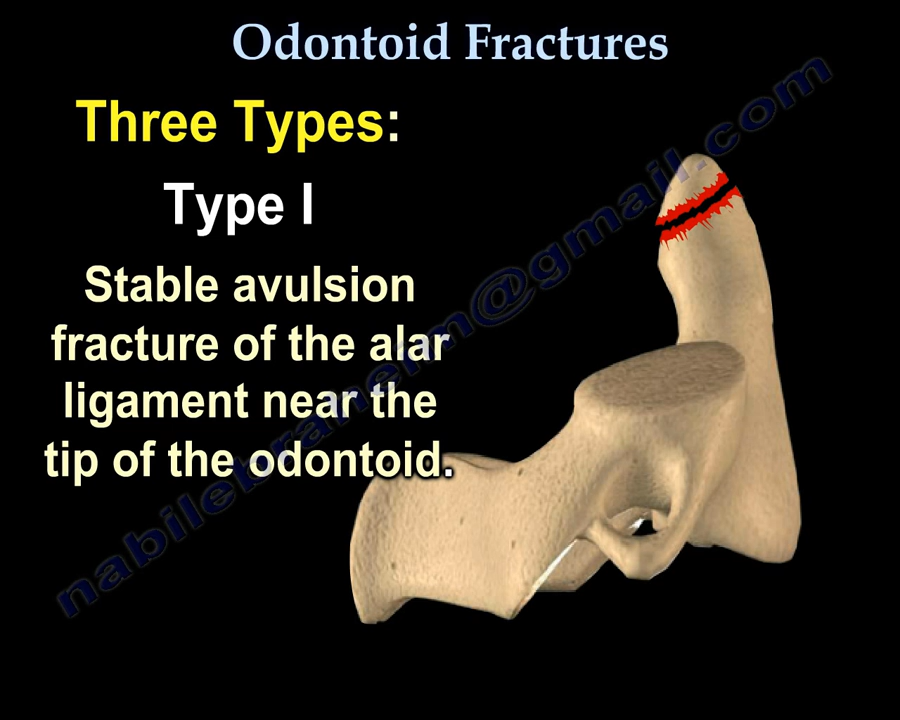 Odontoid Fractures
Three Types:
Type I
Stable avulsion
fracture of the alar
ligament near the
tip of the odontoid.
nabilebraheim@gmail.com